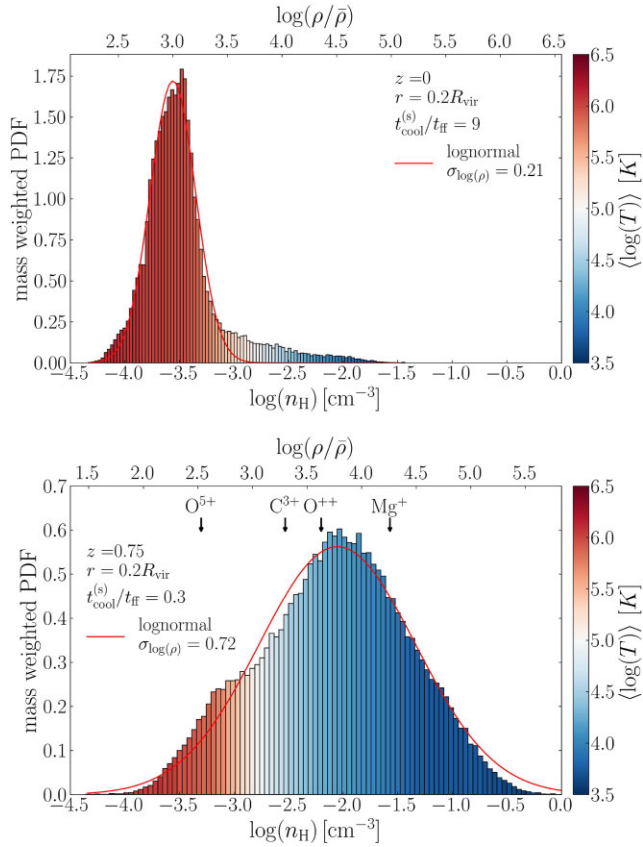 log(ρ/ρ̄)
2.5 3.0 3.5 4.0 4.5 5.0 5.5 6.0 6.5
1.75
1.50
1.25
1.00
0.75
0.50
0.25
0.00
mass weighted PDF
z=0
r = 0.2R_vir
t_cool^(s)/t_ff = 9
lognormal
σ_log(ρ) = 0.21
-4.5 -4.0 -3.5 -3.0 -2.5 -2.0 -1.5 -1.0 -0.5 0.0
log(n_H) [cm⁻³]
6.5
6.0
5.5
5.0
4.5
4.0
3.5
⟨log(T)⟩ [K]
log(ρ/ρ̄)
1.5 2.0 2.5 3.0 3.5 4.0 4.5 5.0 5.5
0.7
0.6
0.5
0.4
0.3
0.2
0.1
0.0
mass weighted PDF
O⁵⁺ C³⁺ O⁺⁺ Mg⁺
z=0.75
r = 0.2R_vir
t_cool^(s)/t_ff = 0.3
lognormal
σ_log(ρ) = 0.72
-4.5 -4.0 -3.5 -3.0 -2.5 -2.0 -1.5 -1.0 -0.5 0.0
log(n_H) [cm⁻³]
6.5
6.0
5.5
5.0
4.5
4.0
3.5
⟨log(T)⟩ [K]